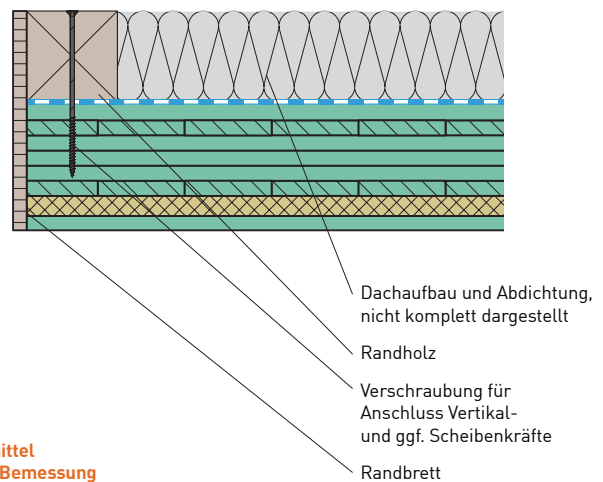 Dachaufbau und Abdichtung,
nicht komplett dargestellt
Randholz
Verschraubung für
Anschluss Vertikal-
und ggf. Scheibenkräfte
Randbrett
ittel
Bemessung